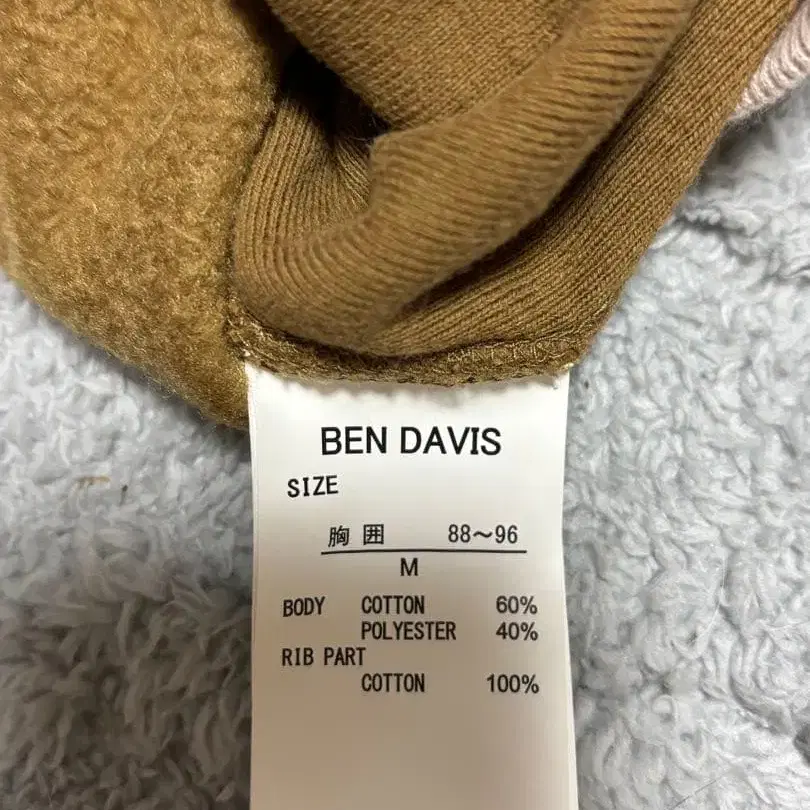 BEN DAVIS
SIZE
胸囲 88～96
M
BODY COTTON 60%
POLYESTER 40%
RIB PART
COTTON 100%